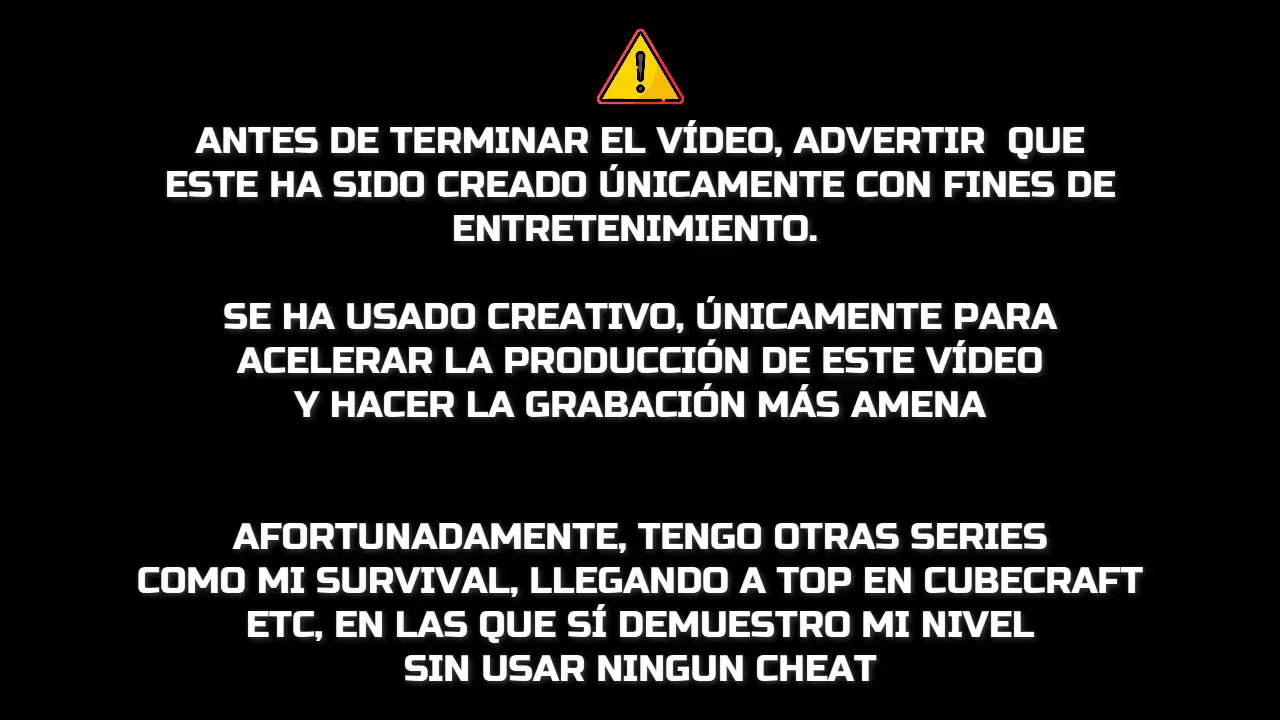 ANTES DE TERMINAR EL VÍDEO, ADVERTIR QUE
ESTE HA SIDO CREADO ÚNICAMENTE CON FINES DE
ENTRETENIMIENTO.
SE HA USADO CREATIVO, ÚNICAMENTE PARA
ACELERAR LA PRODUCCIÓN DE ESTE VÍDEO
Y HACER LA GRABACIÓN MÁS AMENA
AFORTUNADAMENTE, TENGO OTRAS SERIES
COMO MI SURVIVAL, LLEGANDO A TOP EN CUBECRAFT
ETC, EN LAS QUE SÍ DEMUESTRO MI NIVEL
SIN USAR NINGUN CHEAT